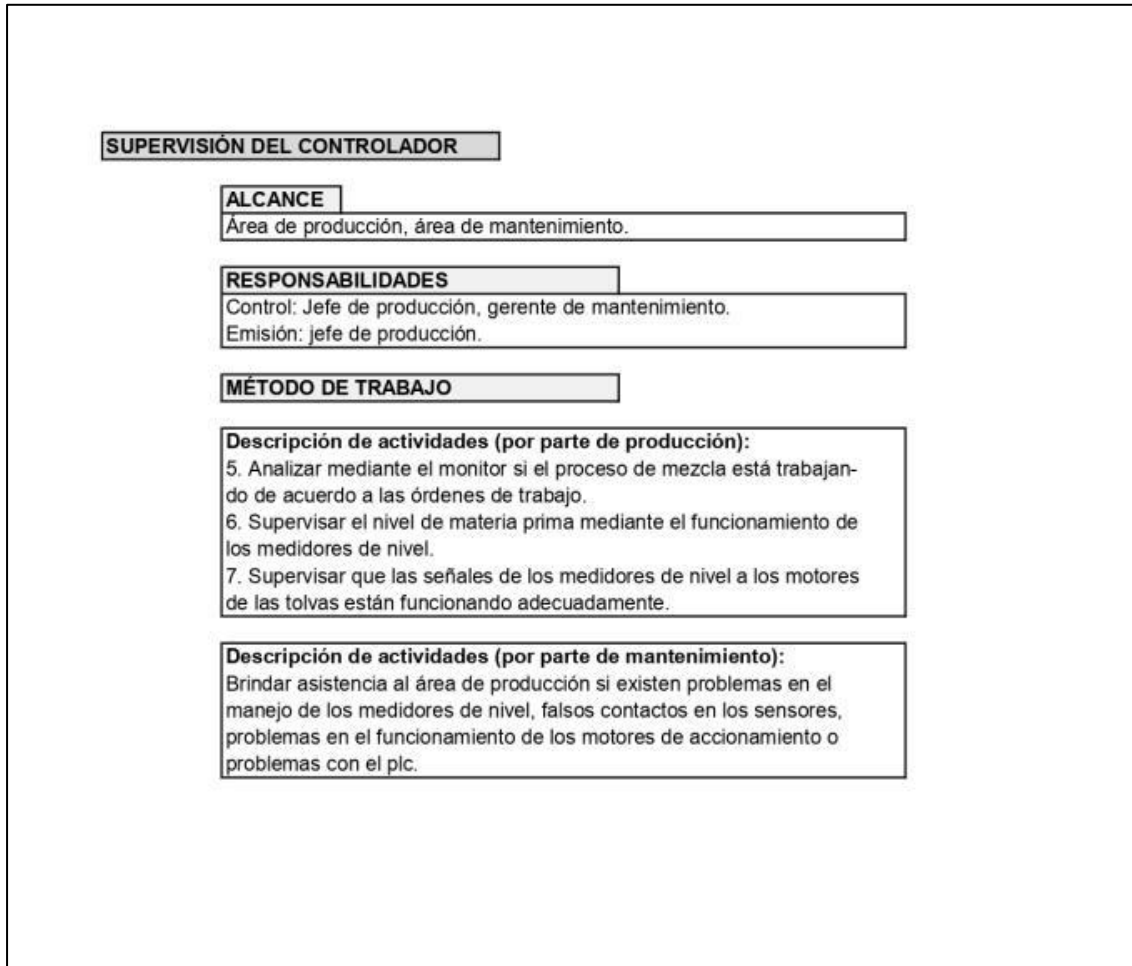 SUPERVISIÓN DEL CONTROLADOR
ALCANCE
Área de producción, área de mantenimiento.
RESPONSABILIDADES
Control: Jefe de producción, gerente de mantenimiento.
Emisión: jefe de producción.
MÉTODO DE TRABAJO
Descripción de actividades (por parte de producción):
5. Analizar mediante el monitor si el proceso de mezcla está trabajan-
do de acuerdo a las órdenes de trabajo.
6. Supervisar el nivel de materia prima mediante el funcionamiento de
los medidores de nivel.
7. Supervisar que las señales de los medidores de nivel a los motores
de las tolvas están funcionando adecuadamente.
Descripción de actividades (por parte de mantenimiento):
Brindar asistencia al área de producción si existen problemas en el
manejo de los medidores de nivel, falsos contactos en los sensores,
problemas en el funcionamiento de los motores de accionamiento o
problemas con el plc.